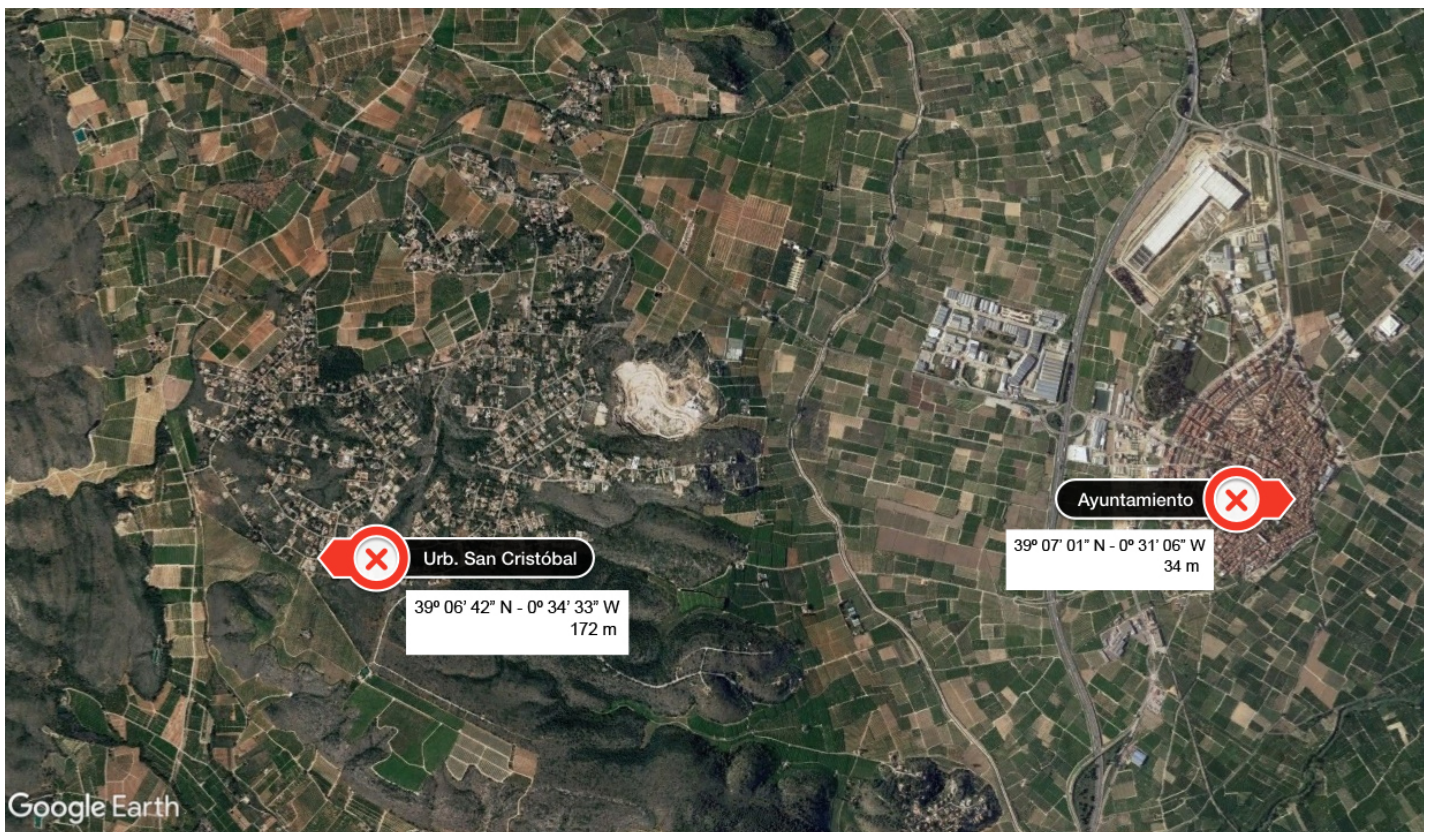 Ayuntamiento
39º 07’ 01” N - 0º 31’ 06” W
34 m
Urb. San Cristóbal
39º 06’ 42” N - 0º 34’ 33” W
172 m
Google Earth